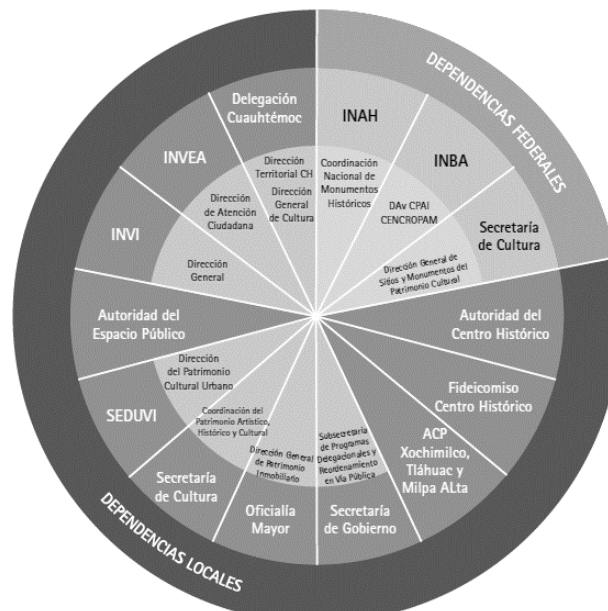 DEPENDENCIAS FEDERALES
INAH
Coordinación
Nacional de
Monumentos
Históricos
INBA
DAv CPAI
CENCROPAM
Secretaría
de Cultura
Dirección General de
Sitios y Monumentos del
Patrimonio Cultural
DEPENDENCIAS LOCALES
Autoridad del
Centro Histórico
Fideicomiso
Centro Histórico
ACP
Xochimilco,
Tláhuac y
Milpa ALta
Secretaría
de Gobierno
Subsecretaría
de Programas
Delegacionales y
Reordenamiento
en Vía Pública
Oficialía
Mayor
Dirección General
de Patrimonio
Inmobiliario
Secretaría
de Cultura
Coordinación del
Patrimonio Artístico,
Histórico y Cultural
SEDUVI
Dirección
del Patrimonio
Cultural Urbano
Autoridad del
Espacio Público
INVI
Dirección
General
INVEA
Dirección
de Atención
Ciudadana
Delegación
Cuauhtémoc
Dirección
Territorial CH
Dirección
General
de Cultura